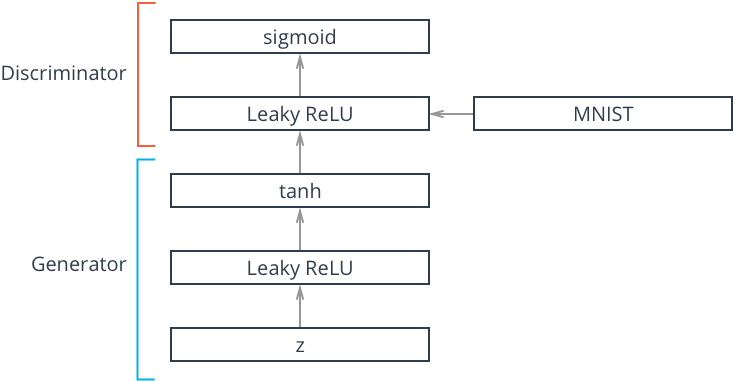 sigmoid
Discriminator
Leaky ReLU
MNIST
tanh
Leaky ReLU
Generator
z